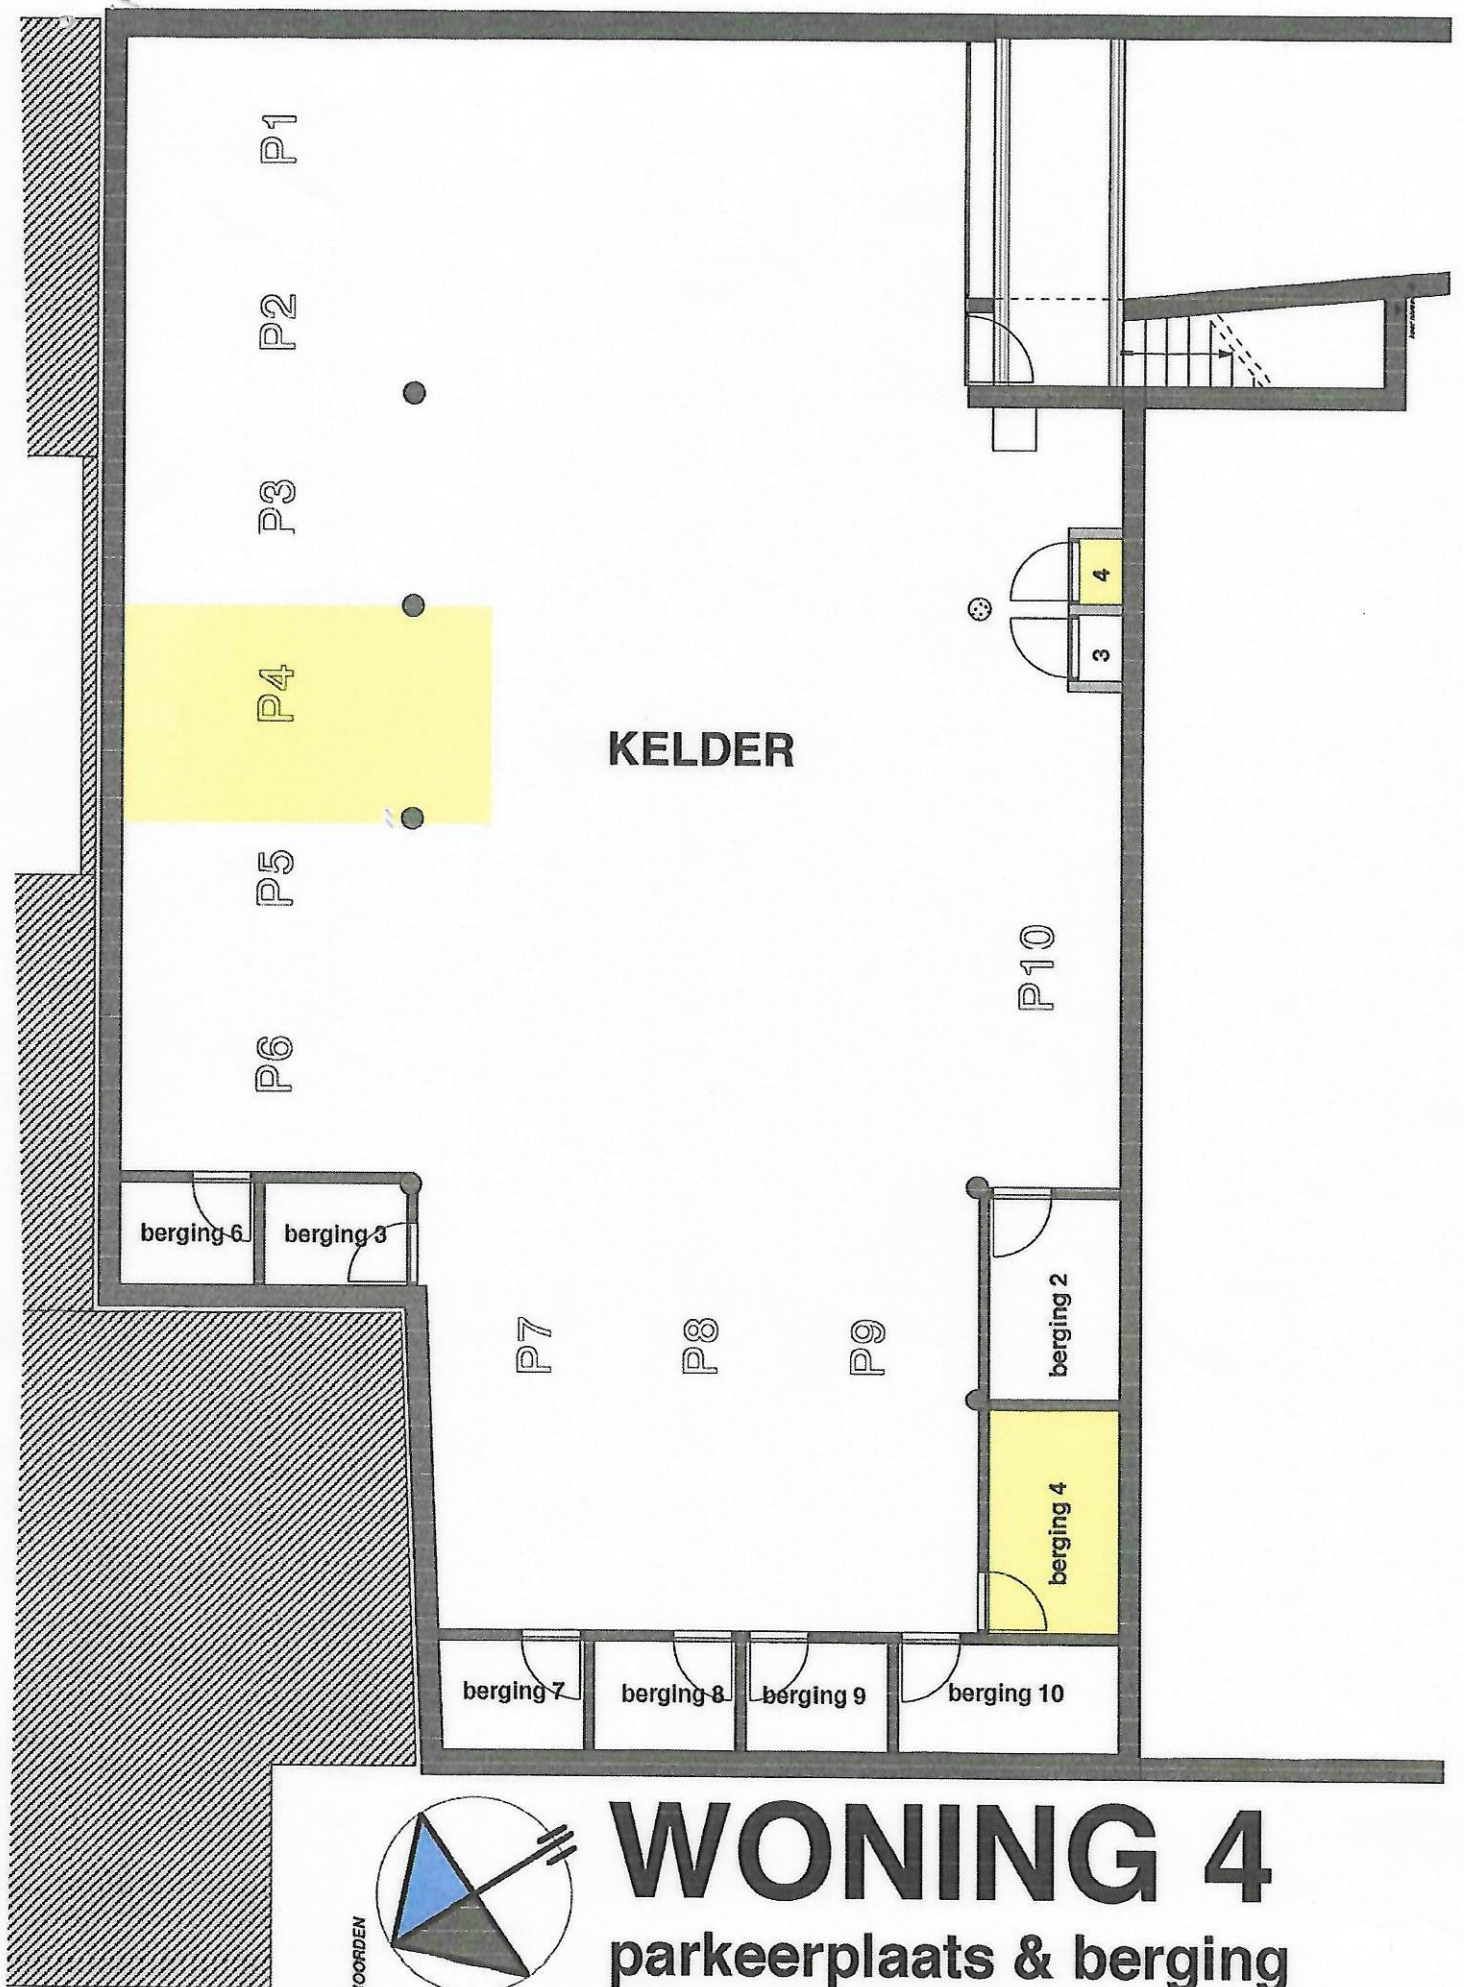 P1
P2
P3
4
3
P4
KELDER
P5
P10
P6
berging 6
berging 3
berging 2
P7
P8
P9
berging 4
berging 7
berging 8
berging 9
berging 10
WONING 4
parkeerplaats & berging